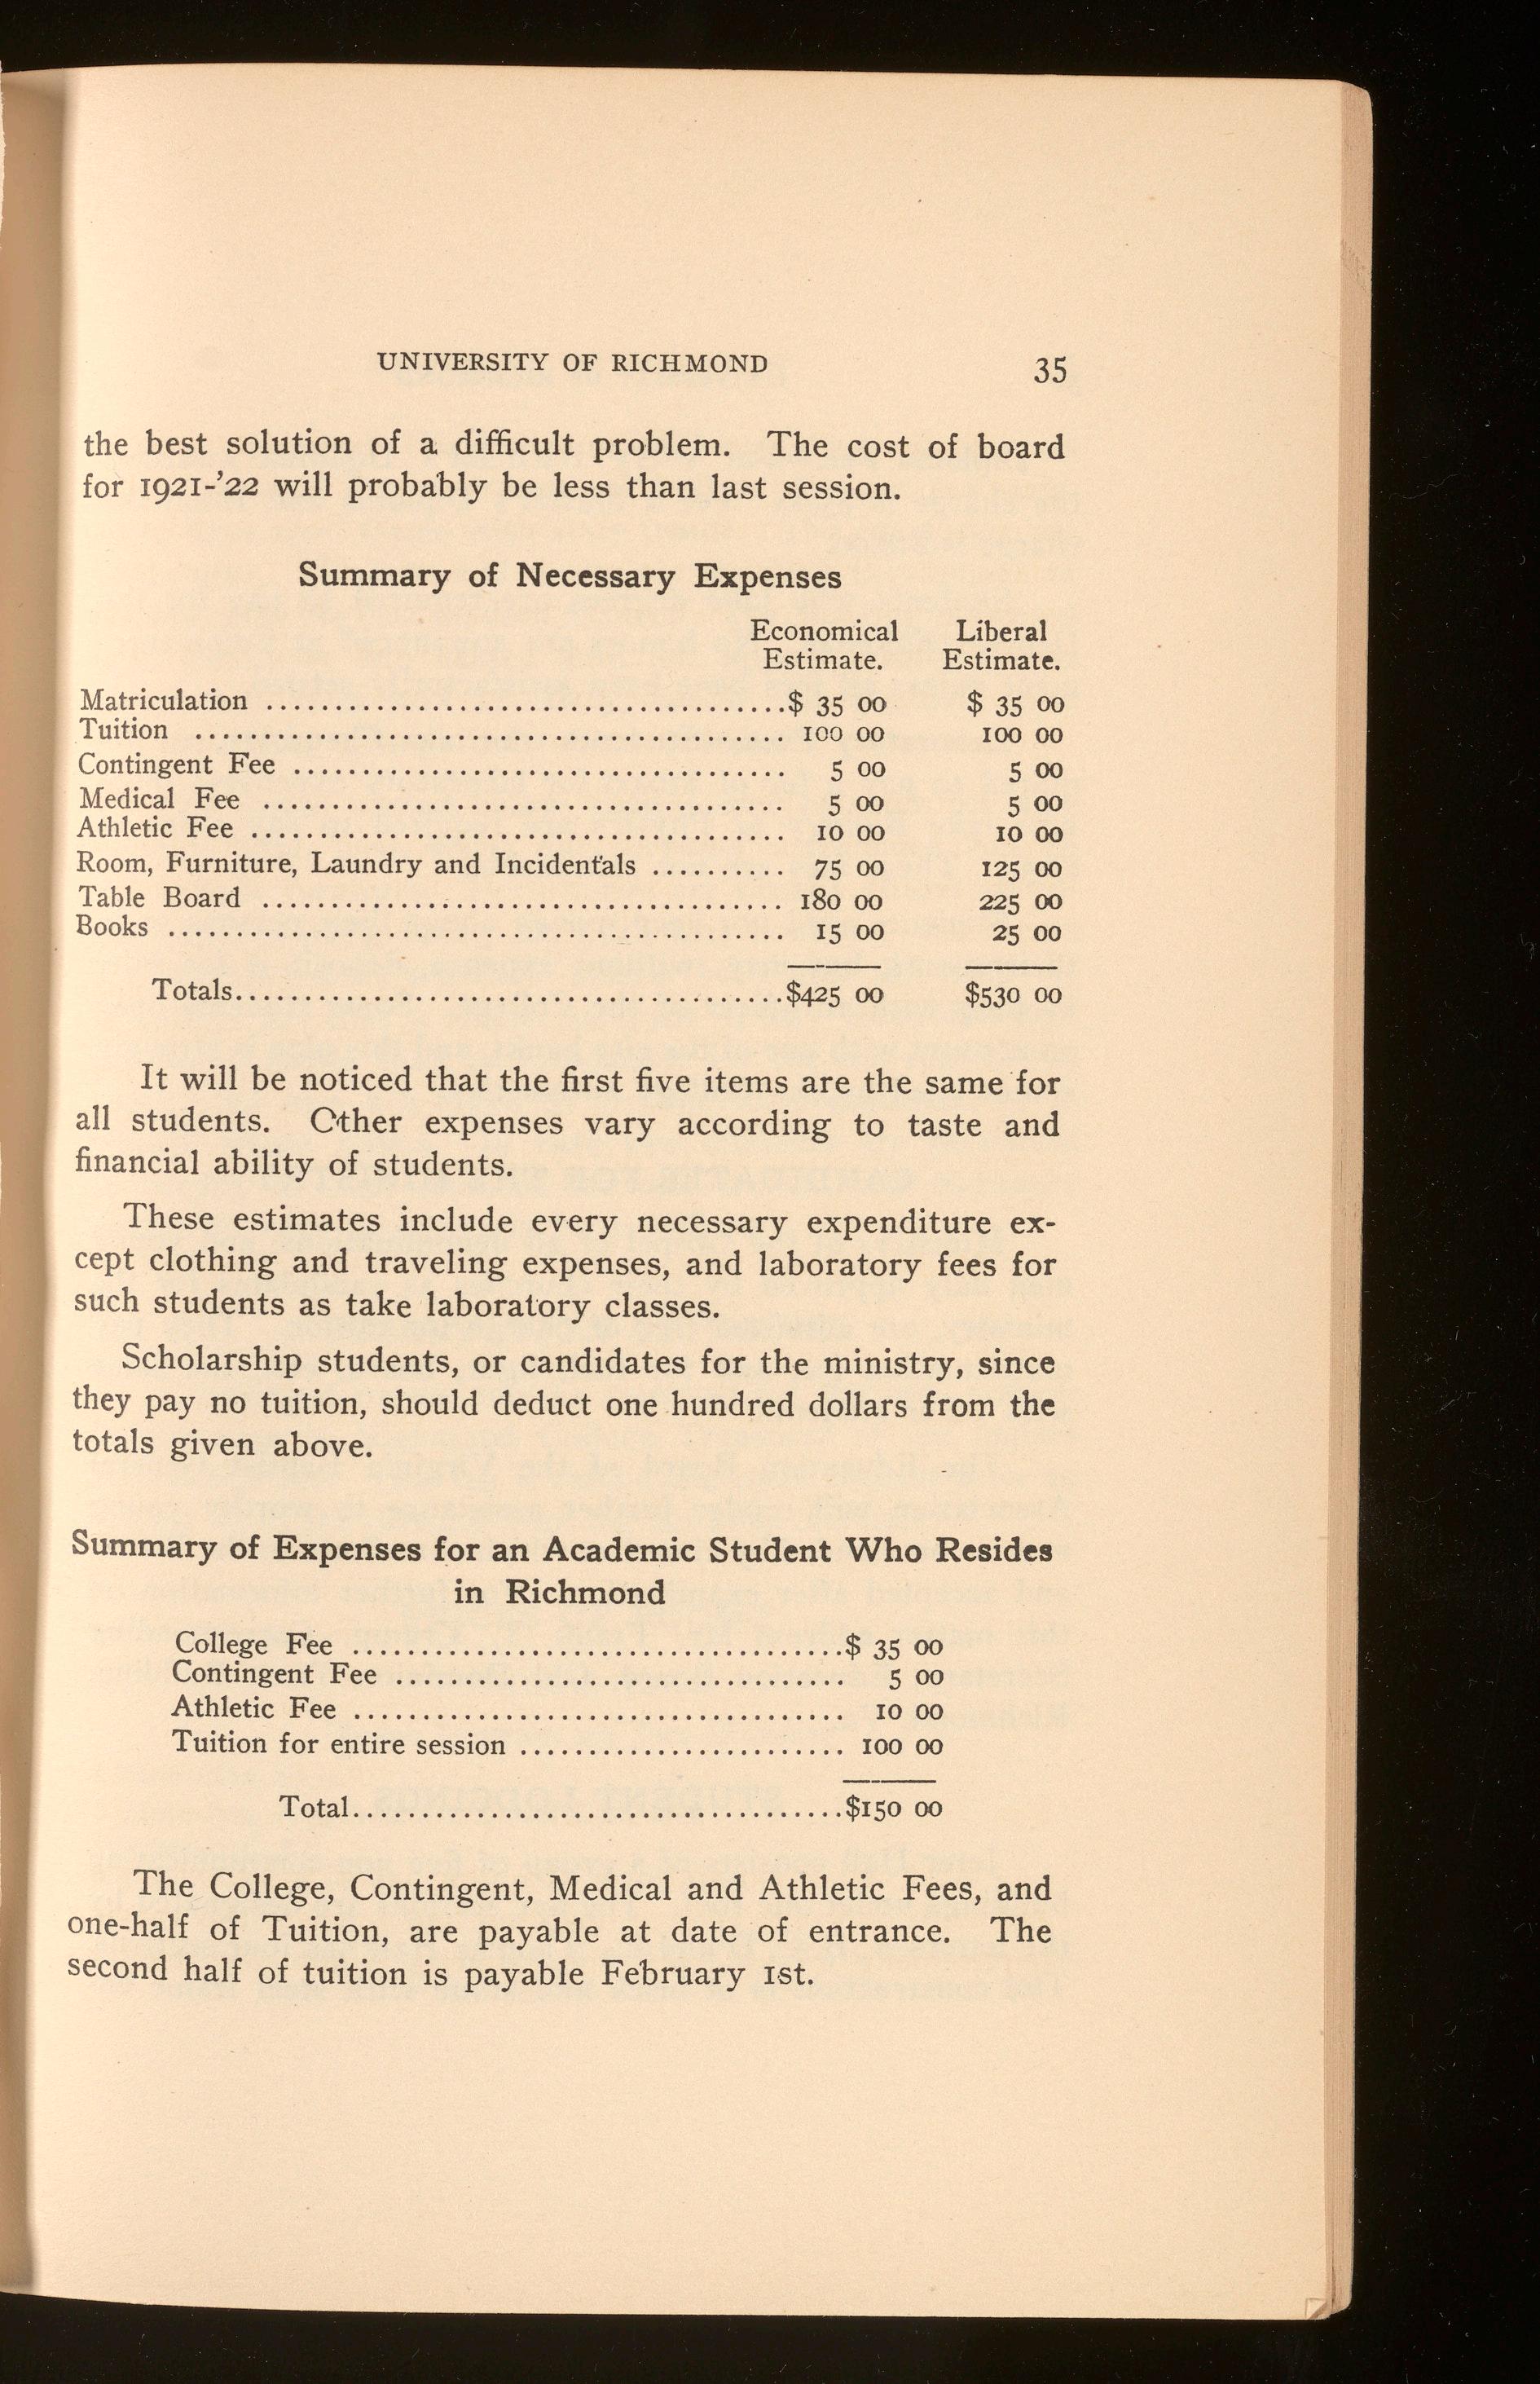 UNIVERSITY OF RICHMOND 35
the best solution of a difficult problem. The cost of board
for 1921-'22 will probably be less than last session.
Summary of Necessary Expenses
Economical Liberal
Estimate. Estimate.
Matriculation ......................................$ 35 00 $ 35 00
Tuition ........................................... 100 00 100 00
Contingent Fee .................................... 5 00 5 00
Medical Fee ...................................... 5 00 5 00
Athletic Fee ....................................... 10 00 10 00
Room, Furniture, Laundry and Incidentals .......... 75 00 125 00
Table Board ...................................... 180 00 225 00
Books ............................................. 15 00 25 00
Totals........................................$425 00 $530 00
It will be noticed that the first five items are the same for
all students. Other expenses vary according to taste and
financial ability of students.
These estimates include every necessary expenditure ex-
cept clothing and traveling expenses, and laboratory fees for
such students as take laboratory classes.
Scholarship students, or candidates for the ministry, since
they pay no tuition, should deduct one hundred dollars from the
totals given above.
Summary of Expenses for an Academic Student Who Resides
in Richmond
College Fee ....................................$ 35 00
Contingent Fee ................................. 5 00
Athletic Fee .................................... 10 00
Tuition for entire session ........................ 100 00
Total....................................$150 00
The College, Contingent, Medical and Athletic Fees, and
one-half of Tuition, are payable at date of entrance. The
second half of tuition is payable February 1st.